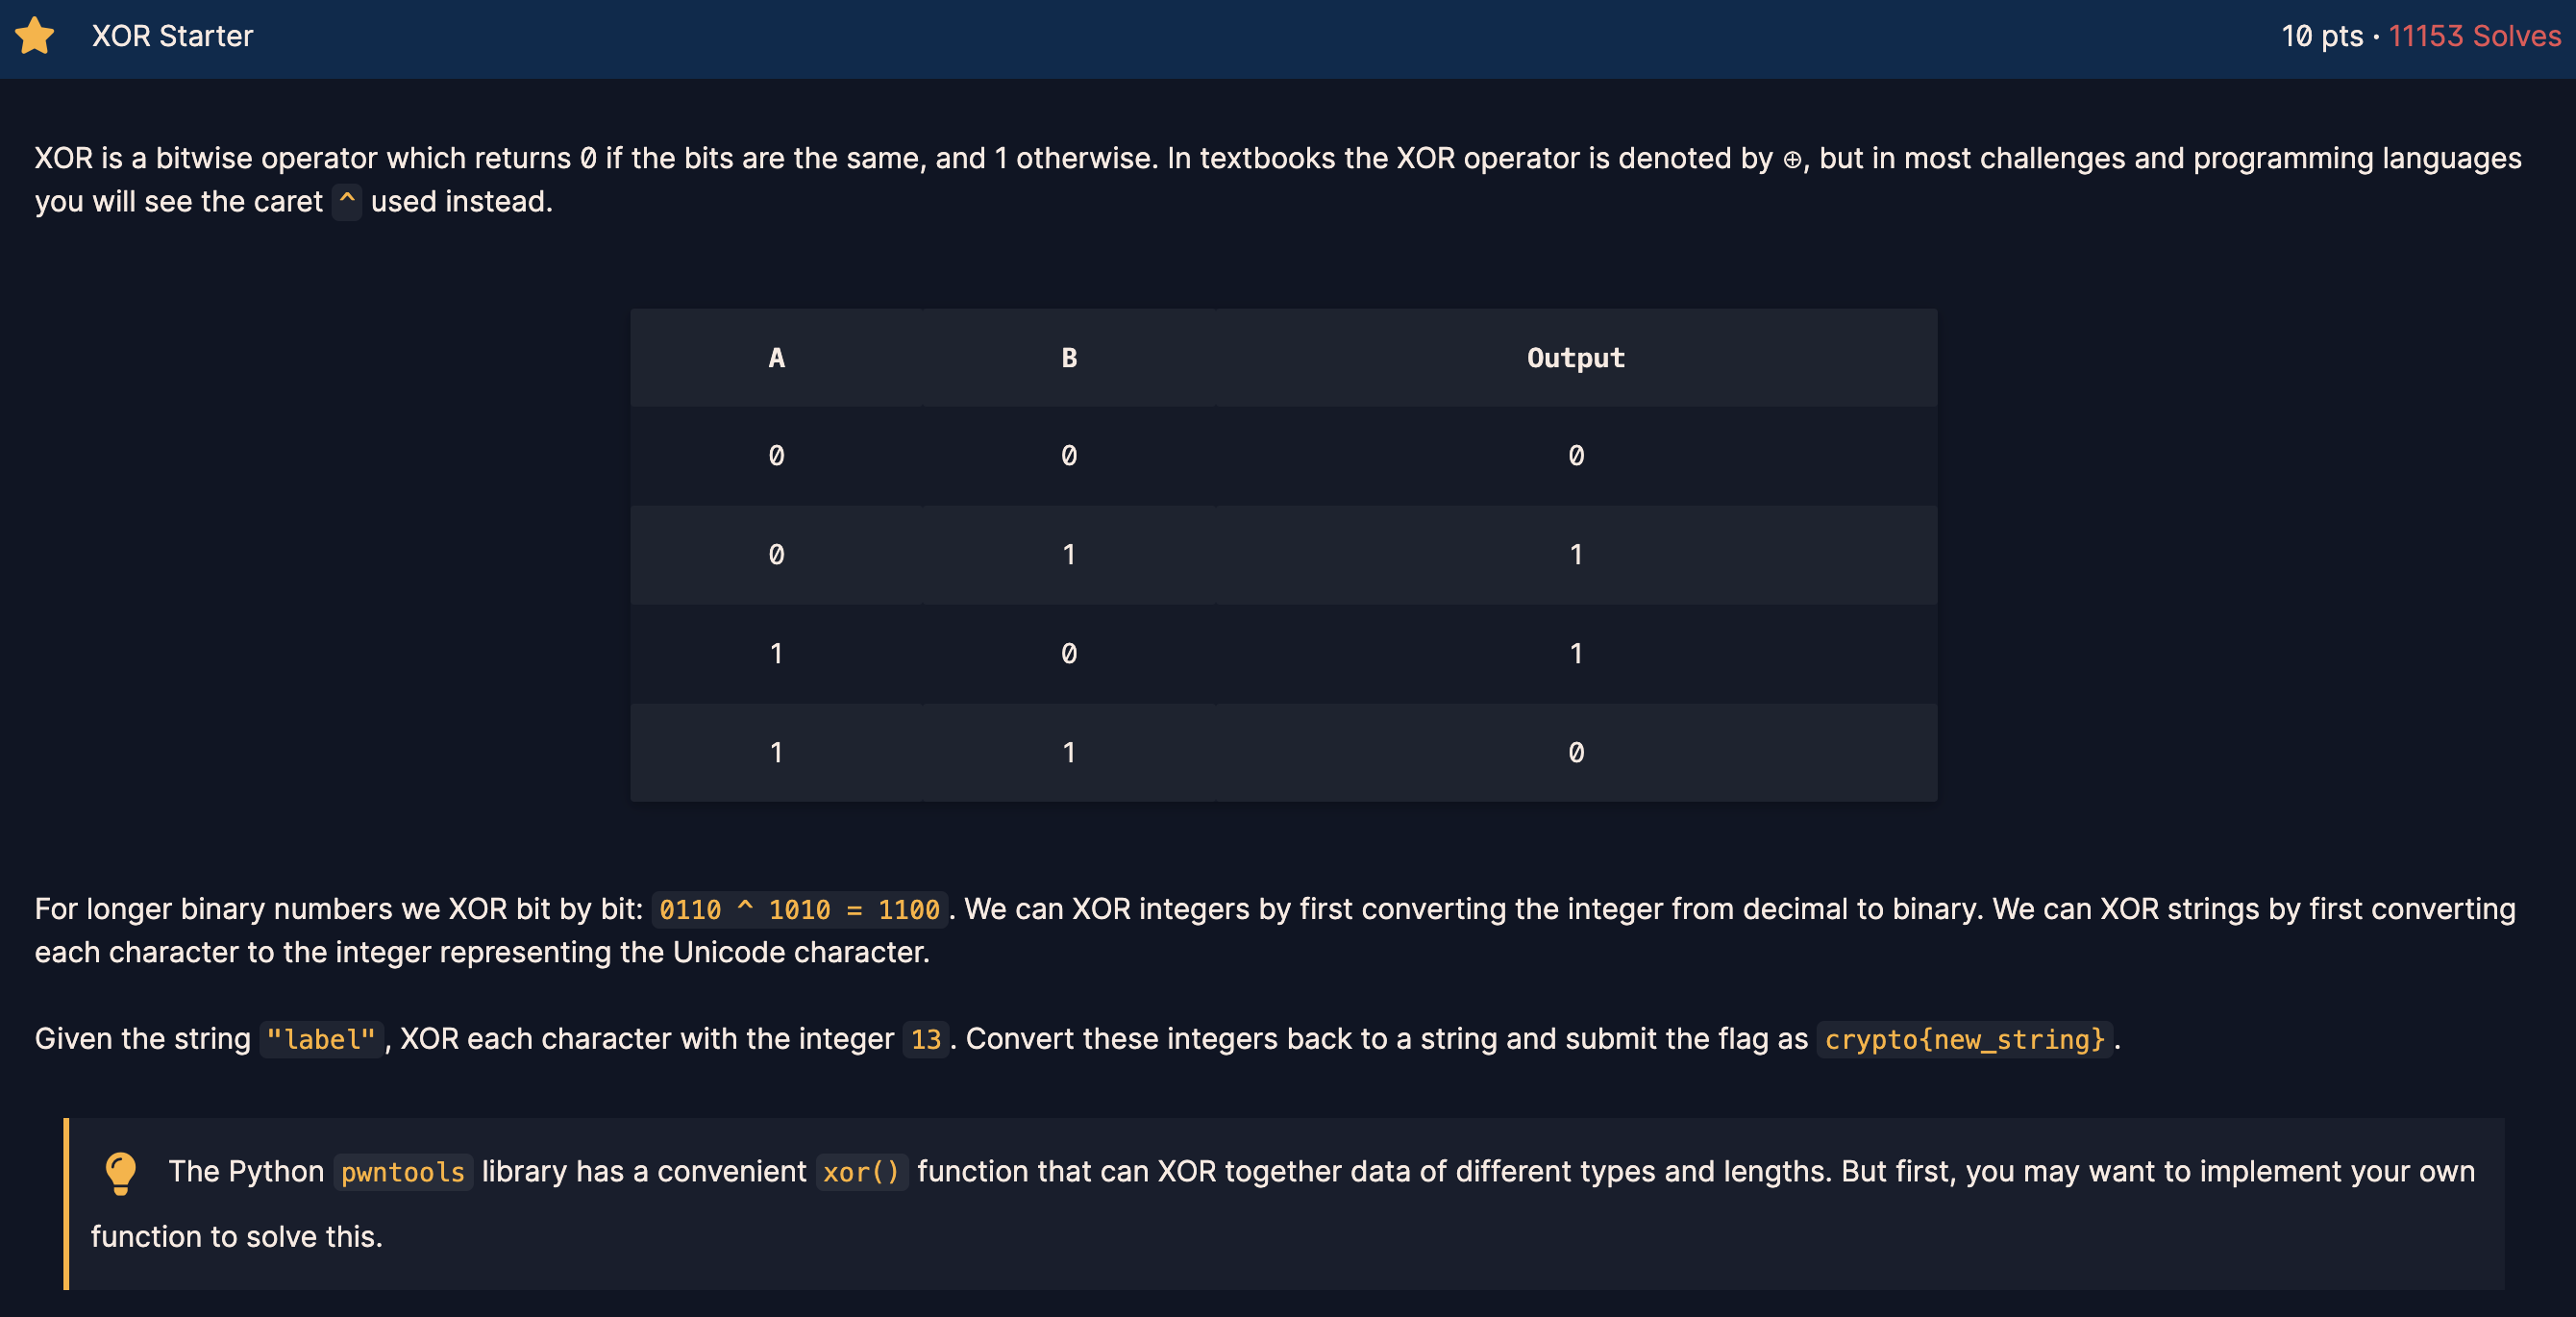 XOR Starter
10 pts · 11153 Solves
XOR is a bitwise operator which returns 0 if the bits are the same, and 1 otherwise. In textbooks the XOR operator is denoted by ⊕, but in most challenges and programming languages
you will see the caret ^ used instead.
A B Output
0 0 0
0 1 1
1 0 1
1 1 0
For longer binary numbers we XOR bit by bit: 0110 ^ 1010 = 1100. We can XOR integers by first converting the integer from decimal to binary. We can XOR strings by first converting
each character to the integer representing the Unicode character.
Given the string "label", XOR each character with the integer 13. Convert these integers back to a string and submit the flag as crypto{new_string}.
The Python pwntools library has a convenient xor() function that can XOR together data of different types and lengths. But first, you may want to implement your own
function to solve this.